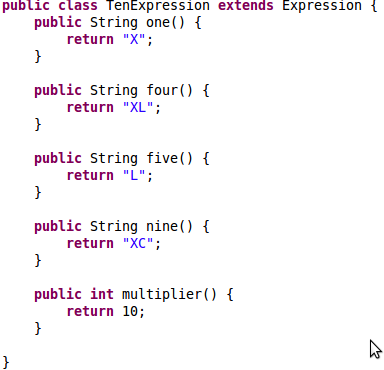 public class TenExpression extends Expression {
    public String one() {
        return "X";
    }

    public String four() {
        return "XL";
    }

    public String five() {
        return "L";
    }

    public String nine() {
        return "XC";
    }

    public int multiplier() {
        return 10;
    }

}